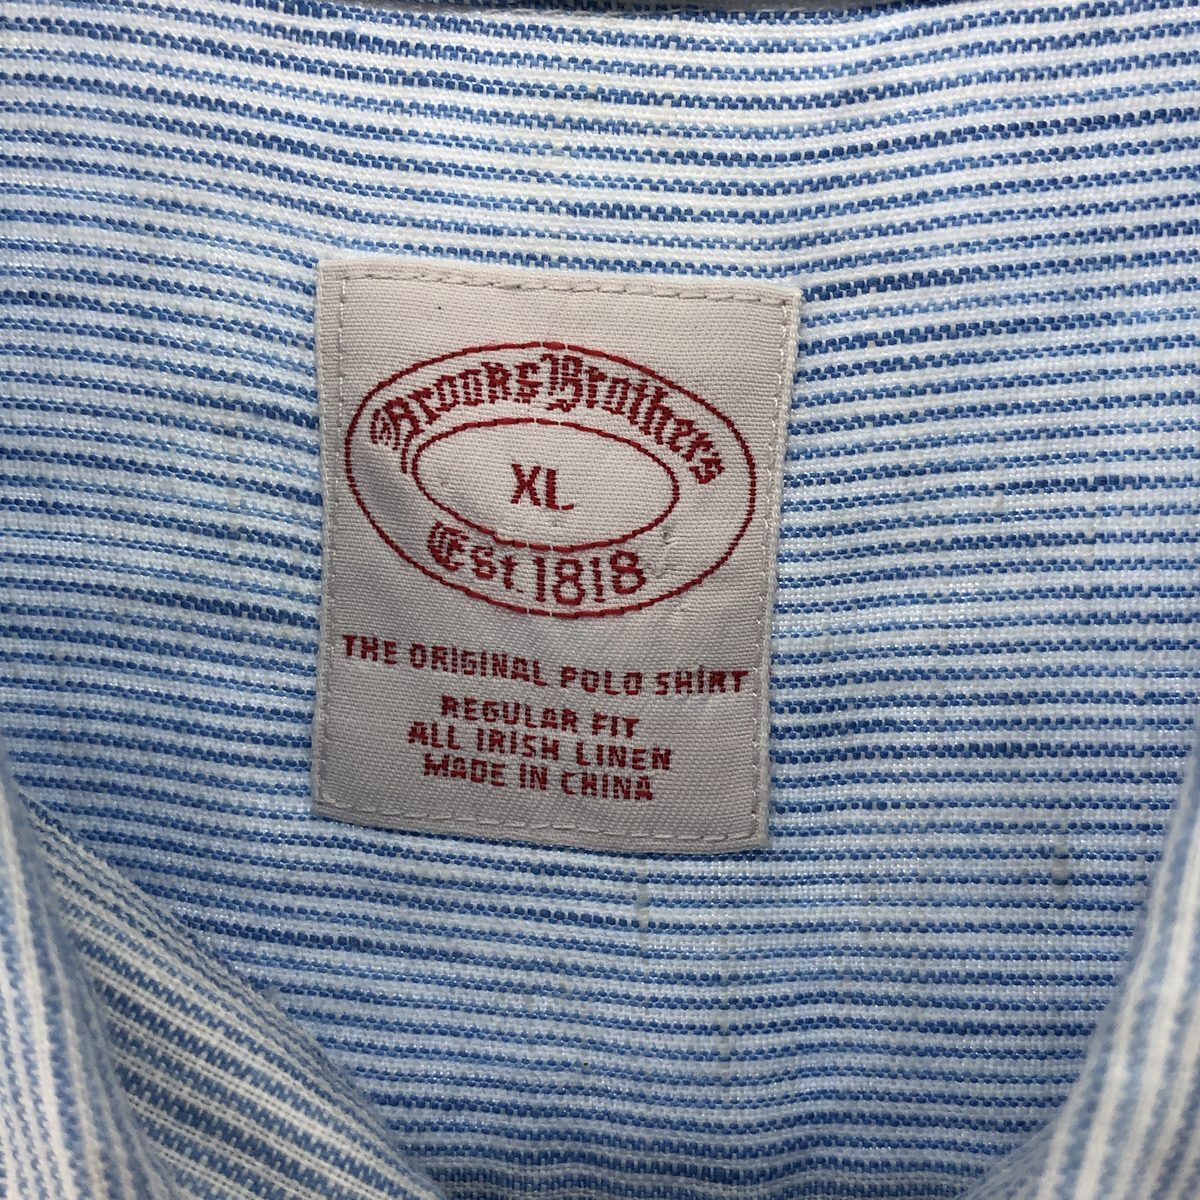 Brooks Brothers
XL
Est. 1818
THE ORIGINAL POLO SHIRT
REGULAR FIT
ALL IRISH LINEN
MADE IN CHINA